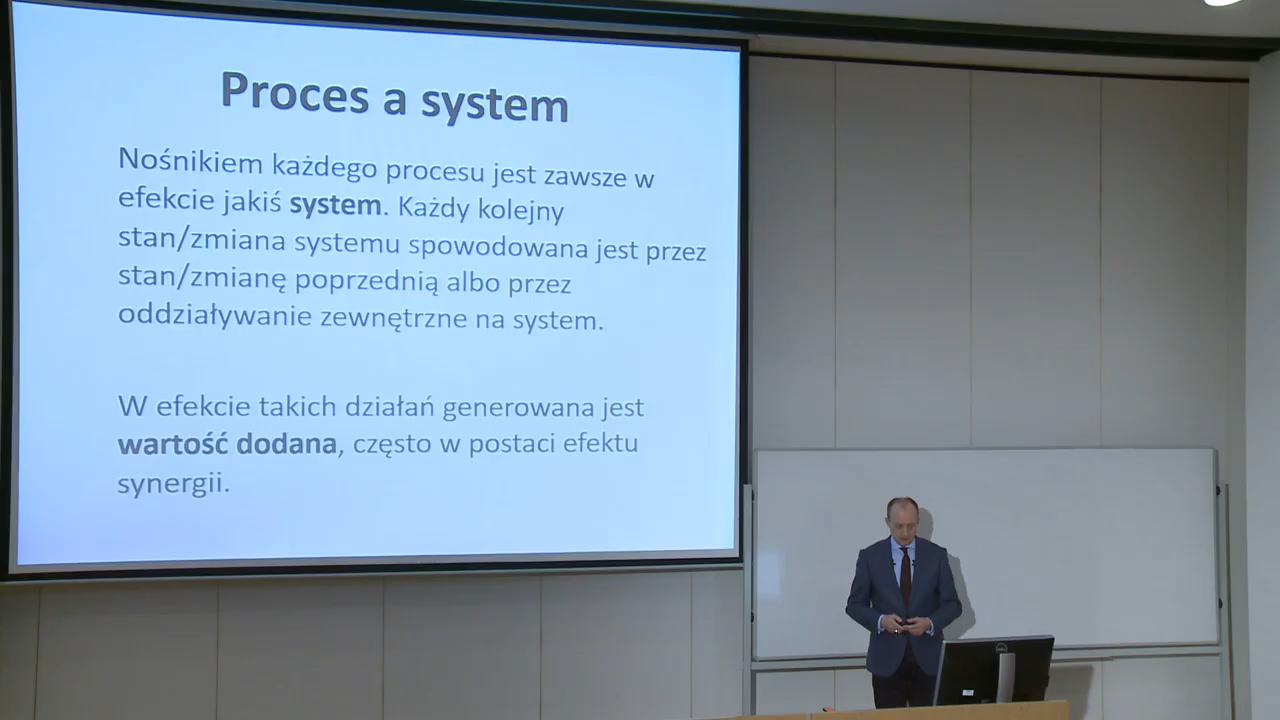 Proces a system
Nośnikiem każdego procesu jest zawsze w
efekcie jakiś system. Każdy kolejny
stan/zmiana systemu spowodowana jest przez
stan/zmianę poprzednią albo przez
oddziaływanie zewnętrzne na system.
W efekcie takich działań generowana jest
wartość dodana, często w postaci efektu
synergii.
DELL